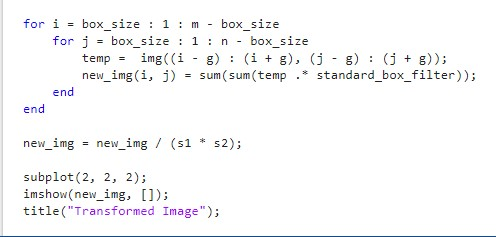 for i = box_size : 1 : m - box_size
    for j = box_size : 1 : n - box_size
        temp =  img((i - g) : (i + g), (j - g) : (j + g));
        new_img(i, j) = sum(sum(temp .* standard_box_filter));
    end
end
new_img = new_img / (s1 * s2);
subplot(2, 2, 2);
imshow(new_img, []);
title("Transformed Image");